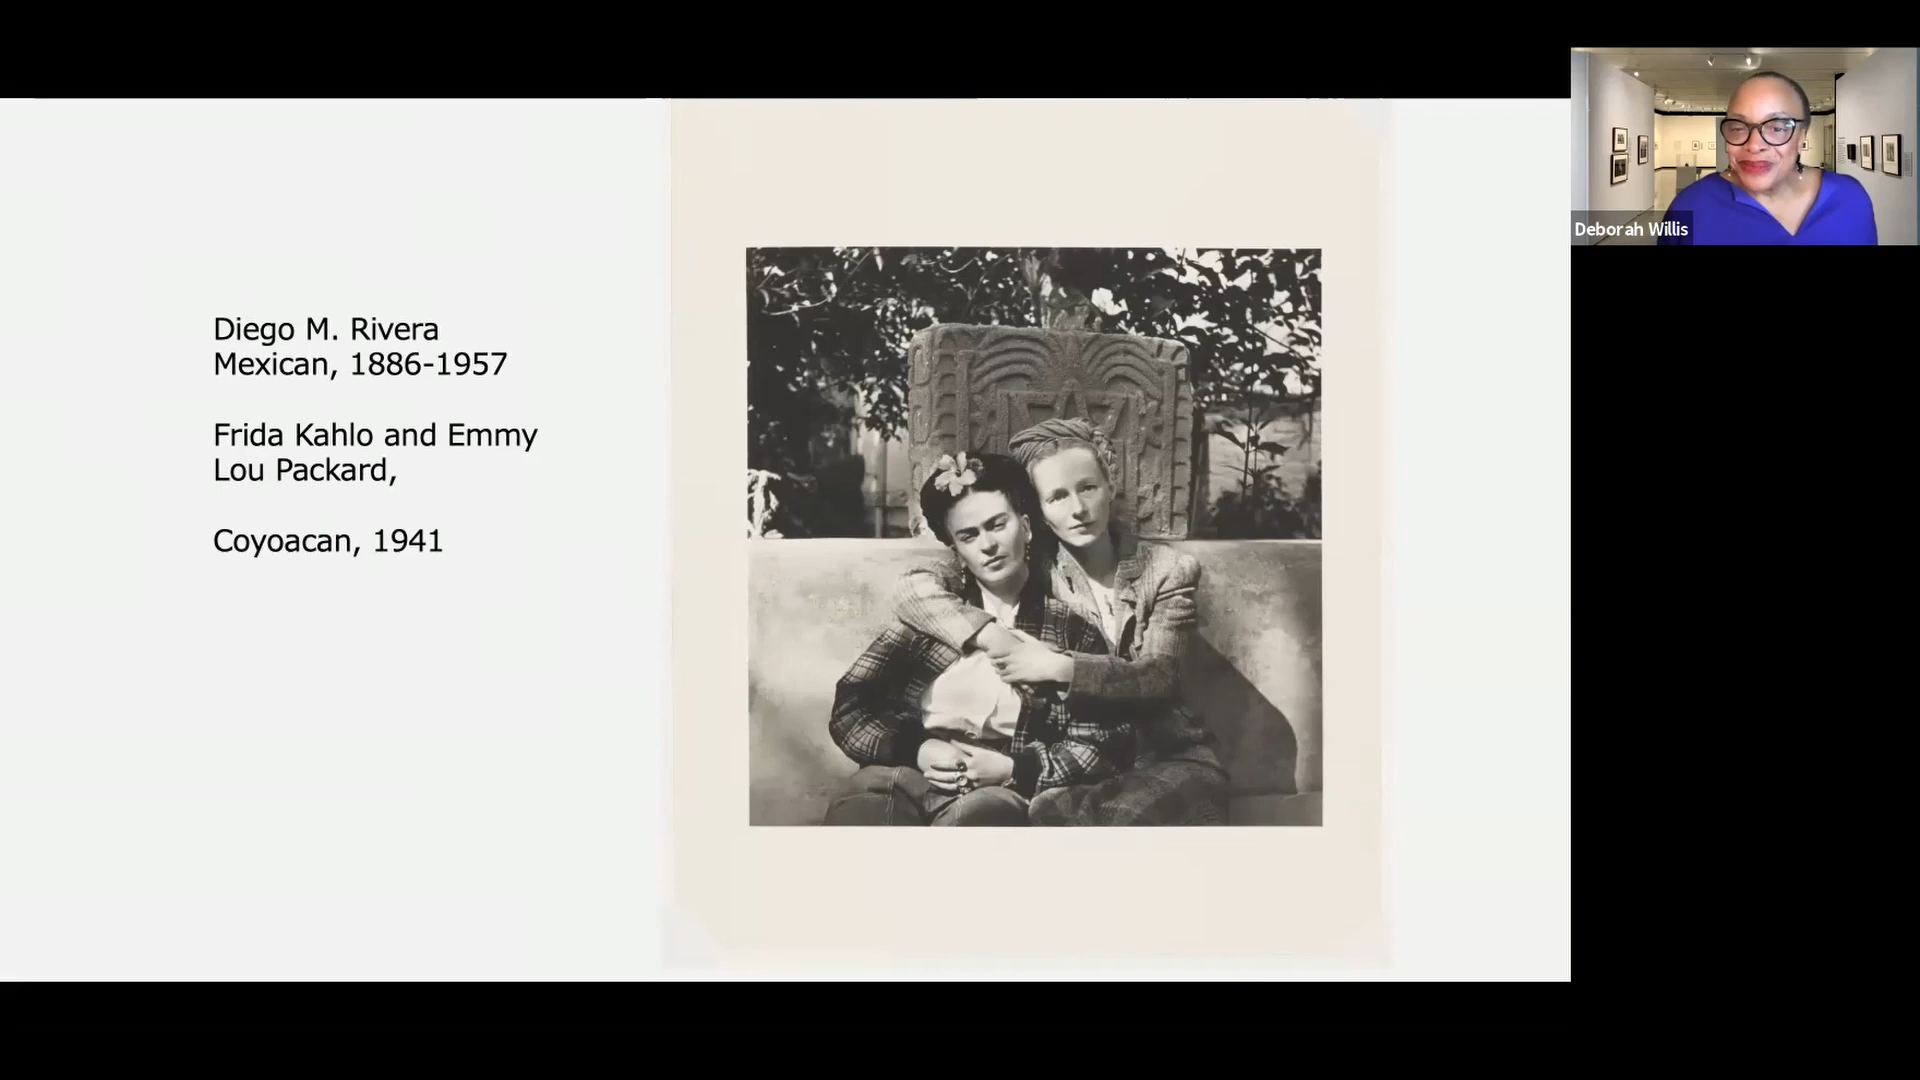 Diego M. Rivera
Mexican, 1886-1957
Frida Kahlo and Emmy
Lou Packard,
Coyoacan, 1941
Deborah Willis